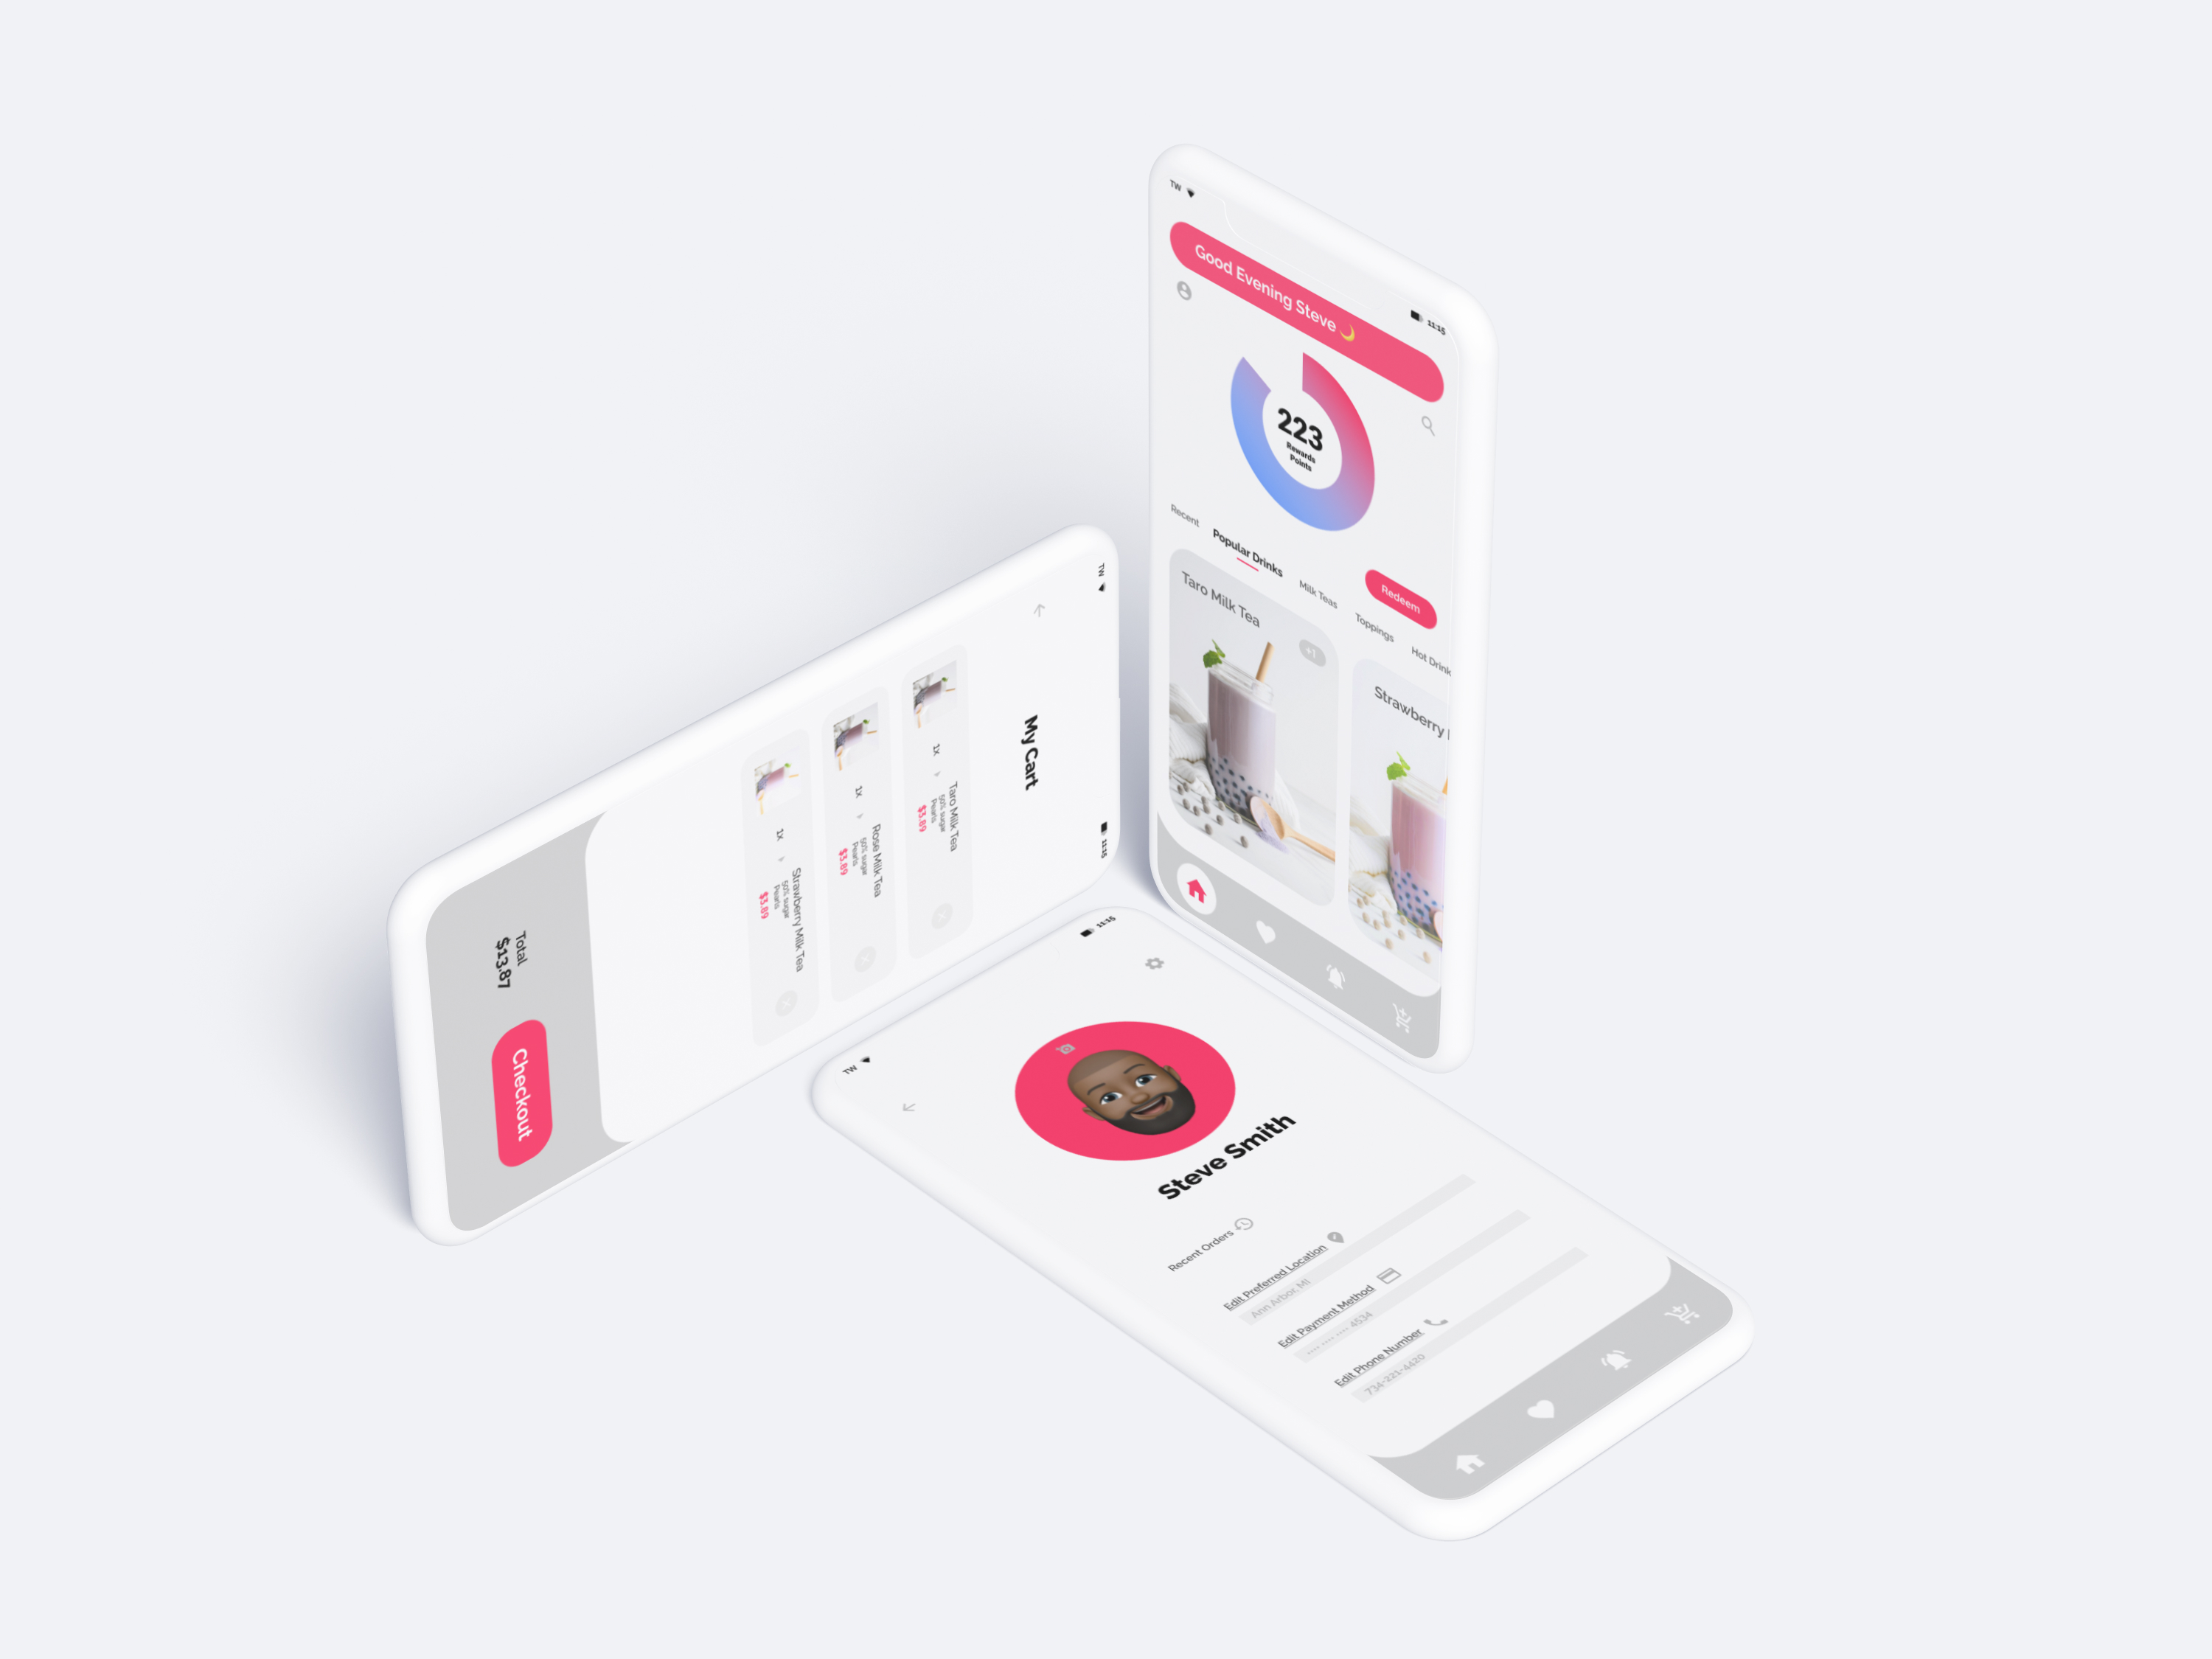 TW
11:15
Good Evening Steve 🌙
223
Rewards
Points
Redeem
Recent
Popular Drinks
Milk Teas
Toppings
Hot Drink
Taro Milk Tea
+1
Strawberry
TW
11:15
My Cart
1x
Taro Milk Tea
50% sugar
Pearls
$3.89
1x
Rose Milk Tea
50% sugar
Pearls
$3.89
1x
Strawberry Milk Tea
50% sugar
Pearls
$3.89
Total
$13.87
Checkout
TW
11:15
Steve Smith
Recent Orders
Edit Preferred Location
Ann Arbor, MI
Edit Payment Method
•••• •••• •••• 4534
Edit Phone Number
734-221-4420